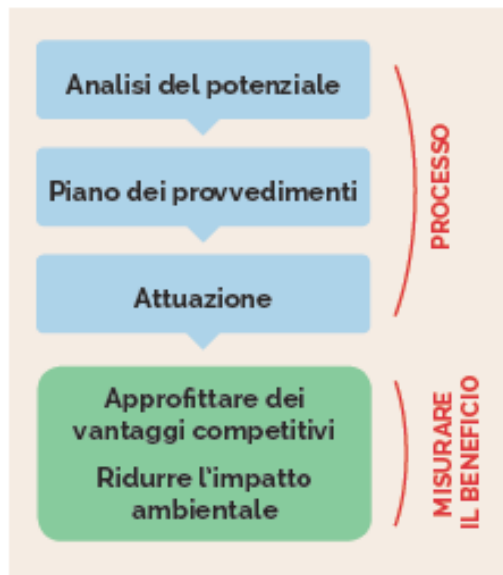 Analisi del potenziale
Piano dei provvedimenti
Attuazione
PROCESSO
Approfittare dei
vantaggi competitivi
Ridurre l'impatto
ambientale
MISURARE
IL BENEFICIO